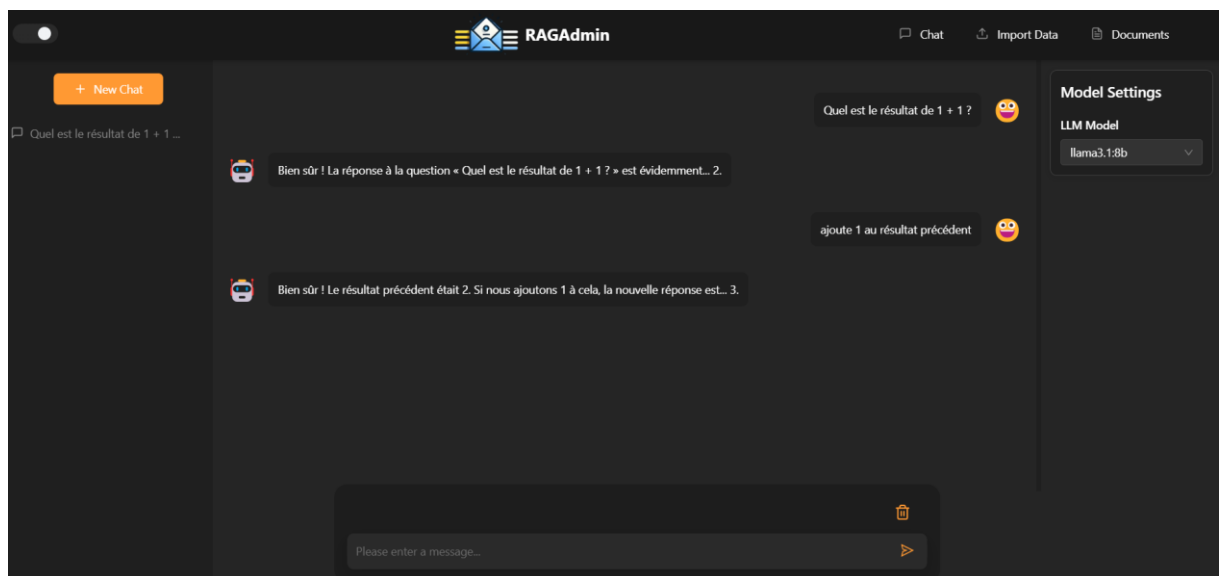 RAGAdmin
Chat
Import Data
Documents
+ New Chat
Quel est le résultat de 1 + 1 ...
Quel est le résultat de 1 + 1 ?
Bien sûr ! La réponse à la question « Quel est le résultat de 1 + 1 ? » est évidemment... 2.
ajoute 1 au résultat précédent
Bien sûr ! Le résultat précédent était 2. Si nous ajoutons 1 à cela, la nouvelle réponse est... 3.
Model Settings
LLM Model
llama3.1:8b
Please enter a message...